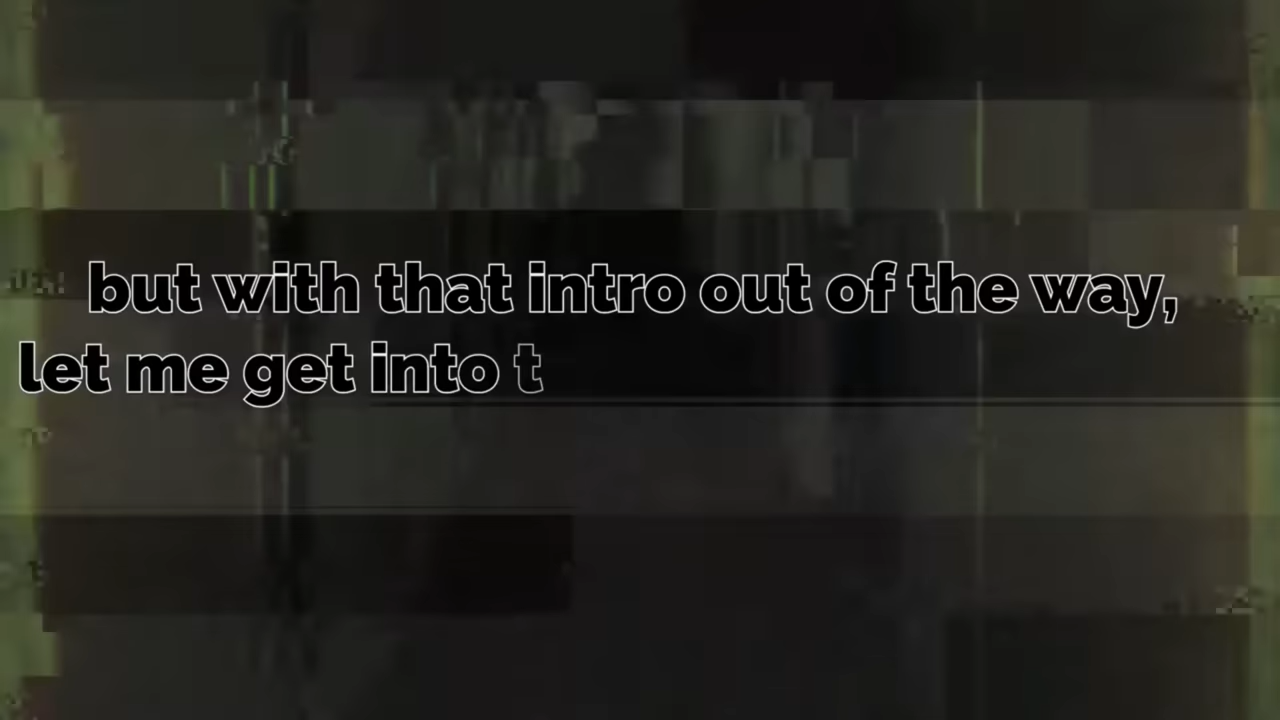 but with that intro out of the way,
let me get into t